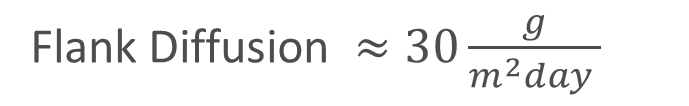 Flank Diffusion ≈ 30 g/m²day